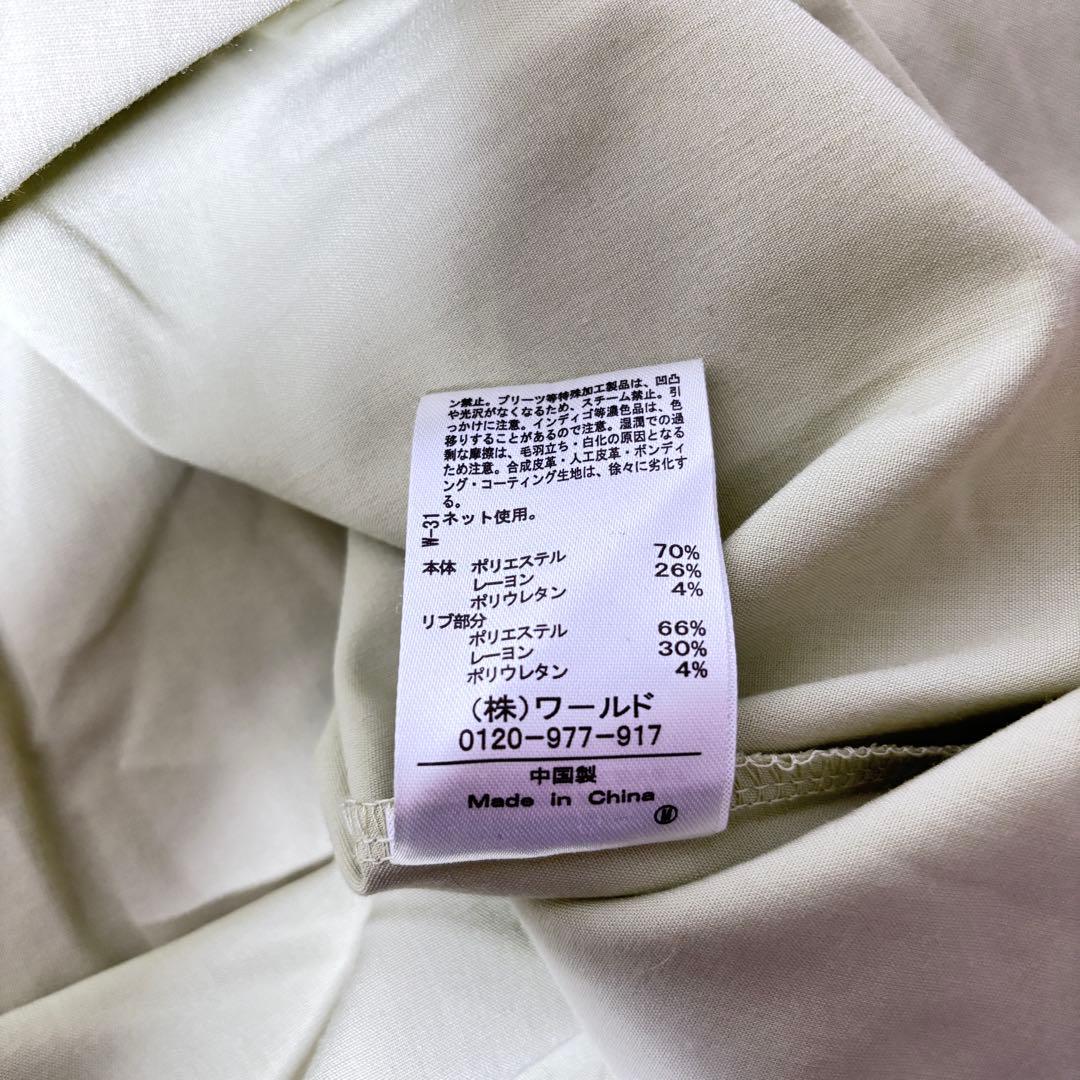 ン禁止。プリーツ等特殊加工製品は、凹凸
や光沢がなくなるため、スチーム禁止。引
っかけに注意。インディゴ等濃色品は、色
移りすることがあるので注意。湿潤での過
剰な摩擦は、毛羽立ち・白化の原因となる
ため注意。合成皮革・人工皮革・ボンディ
ング・コーティング生地は、徐々に劣化す
る。
W-31
ネット使用。
本体 ポリエステル 70%
レーヨン 26%
ポリウレタン 4%
リブ部分
ポリエステル 66%
レーヨン 30%
ポリウレタン 4%
(株)ワールド
0120-977-917
中国製
Made in China
M